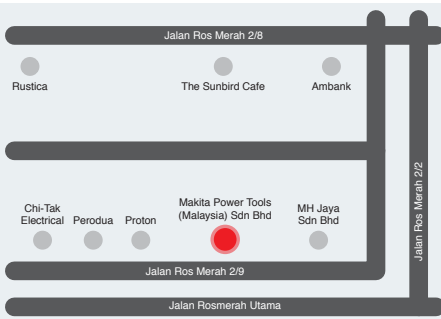 Jalan Ros Merah 2/8
Rustica
The Sunbird Cafe
Ambank
Jalan Ros Merah 2/2
Chi-Tak
Electrical
Perodua
Proton
Makita Power Tools
(Malaysia) Sdn Bhd
MH Jaya
Sdn Bho
Jalan Ros Merah 2/9
Jalan Rosmerah Utama